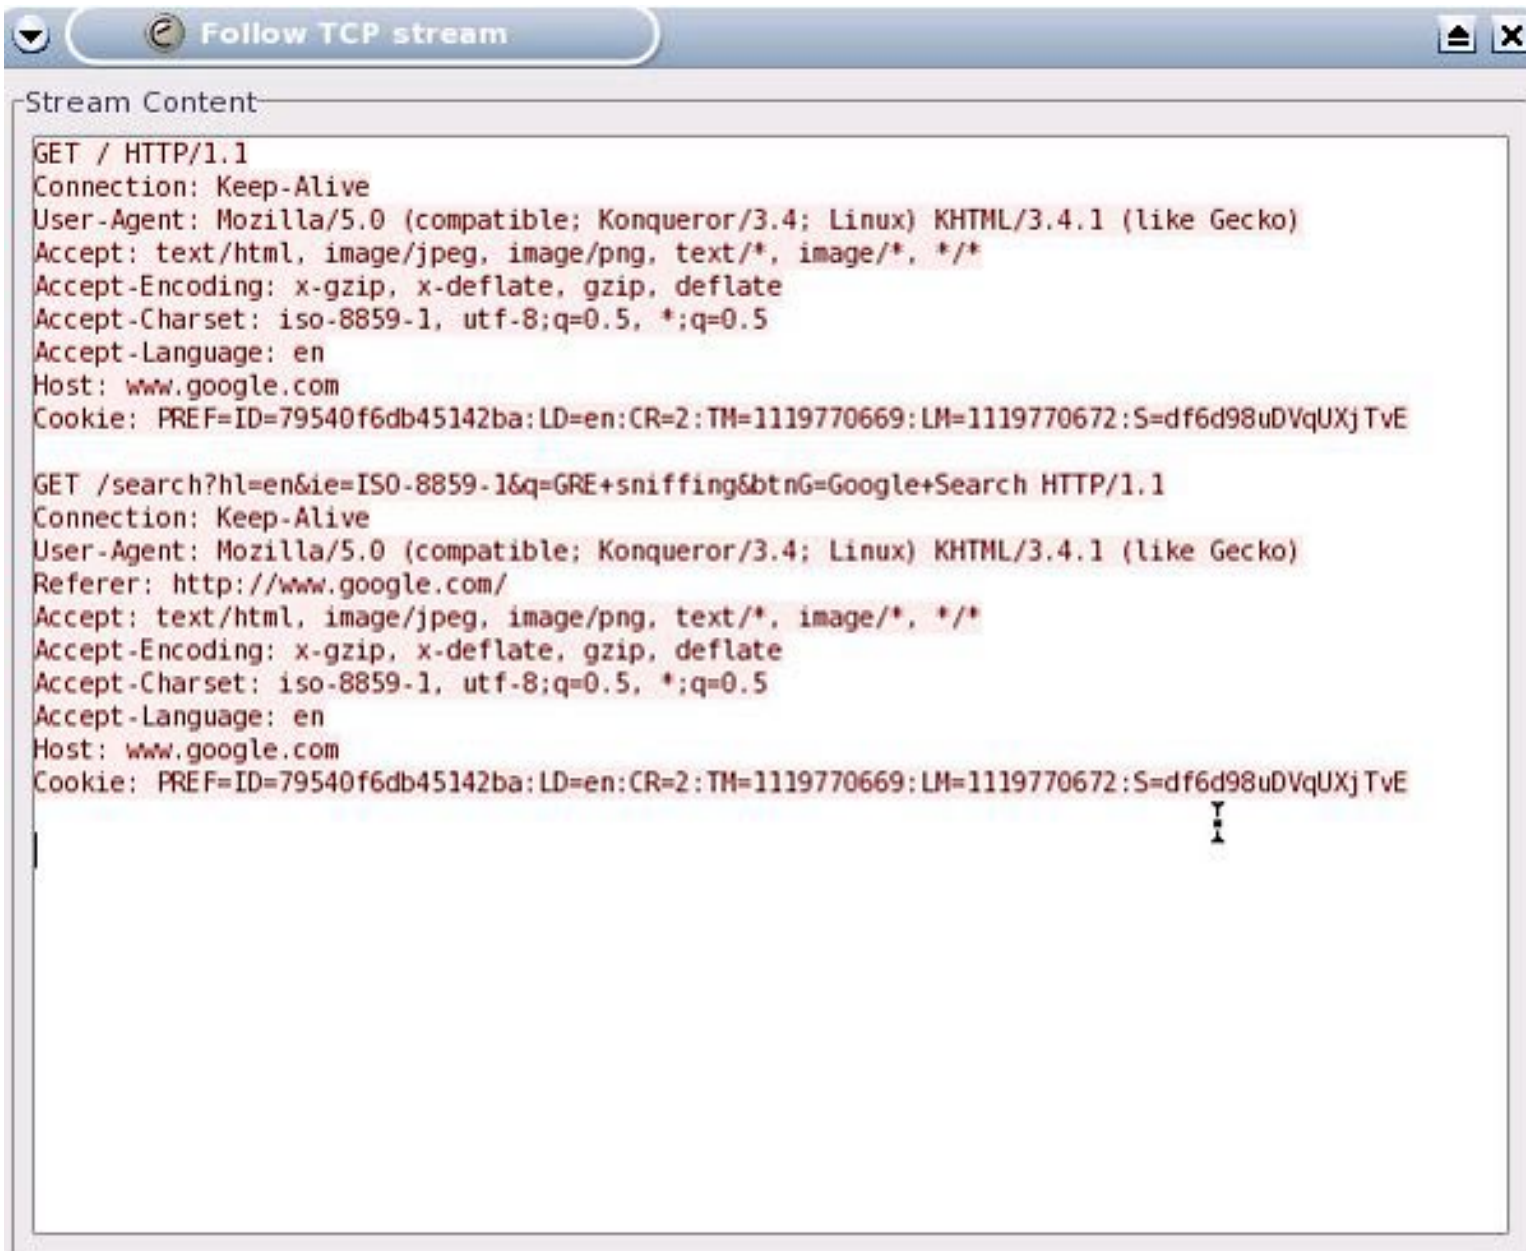 Follow TCP stream
Stream Content
GET / HTTP/1.1
Connection: Keep-Alive
User-Agent: Mozilla/5.0 (compatible; Konqueror/3.4; Linux) KHTML/3.4.1 (like Gecko)
Accept: text/html, image/jpeg, image/png, text/*, image/*, */*
Accept-Encoding: x-gzip, x-deflate, gzip, deflate
Accept-Charset: iso-8859-1, utf-8;q=0.5, *;q=0.5
Accept-Language: en
Host: www.google.com
Cookie: PREF=ID=79540f6db45142ba:LD=en:CR=2:TM=1119770669:LM=1119770672:S=df6d98uDVqUXjTvE
GET /search?hl=en&ie=ISO-8859-1&q=GRE+sniffing&btnG=Google+Search HTTP/1.1
Connection: Keep-Alive
User-Agent: Mozilla/5.0 (compatible; Konqueror/3.4; Linux) KHTML/3.4.1 (like Gecko)
Referer: http://www.google.com/
Accept: text/html, image/jpeg, image/png, text/*, image/*, */*
Accept-Encoding: x-gzip, x-deflate, gzip, deflate
Accept-Charset: iso-8859-1, utf-8;q=0.5, *;q=0.5
Accept-Language: en
Host: www.google.com
Cookie: PREF=ID=79540f6db45142ba:LD=en:CR=2:TM=1119770669:LM=1119770672:S=df6d98uDVqUXjTvE